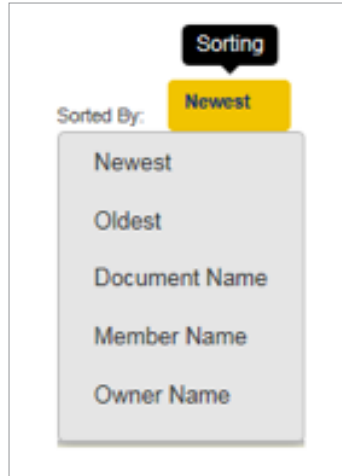 Sorting
Sorted By: Newest
Newest
Oldest
Document Name
Member Name
Owner Name